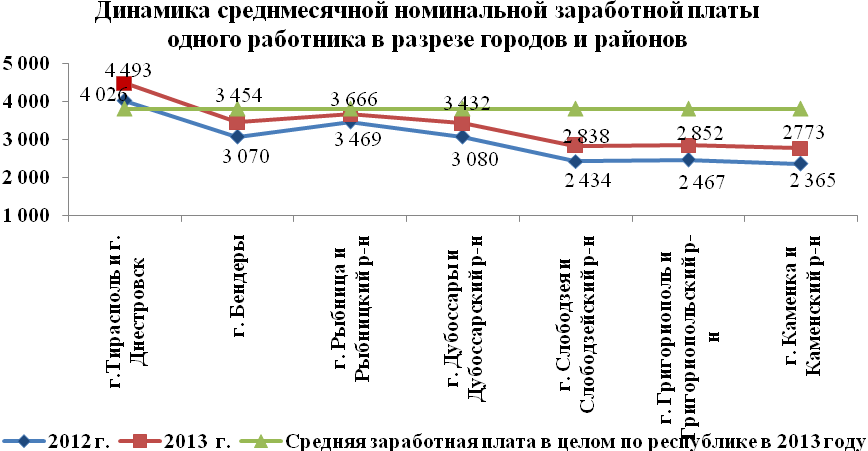 Динамика среднмесячной номинальной заработной платы
одного работника в разрезе городов и районов
5 000
4 000
3 000
2 000
1 000
4 493
3 454
3 666
3 432
2 838
2 852
2773
4 026
3 070
3 469
3 080
2 434
2 467
2 365
г.Тирасполь и г.
Днестровск
г. Бендеры
г. Рыбница и
Рыбницкий р-н
г. Дубоссары и
Дубоссарский р-н
г. Слободзея и
Слободзейский р-н
г. Григориополь и
Григориопольский р-
н
г. Каменка и
Каменский р-н
2012 г.
2013 г.
Средняя заработная плата в целом по республике в 2013 году